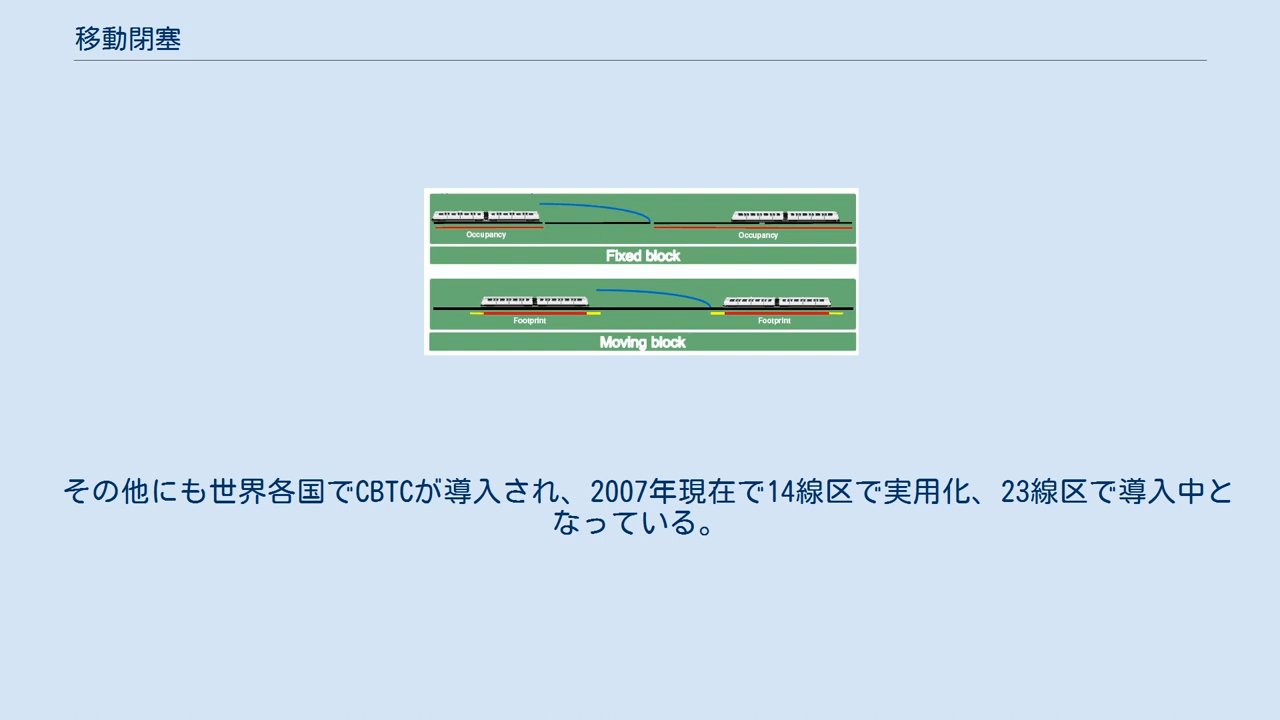 移動閉塞
Occupancy
Occupancy
Fixed block
Footprint
Footprint
Moving block
その他にも世界各国でCBTCが導入され、2007年現在で14線区で実用化、23線区で導入中と
なっている。